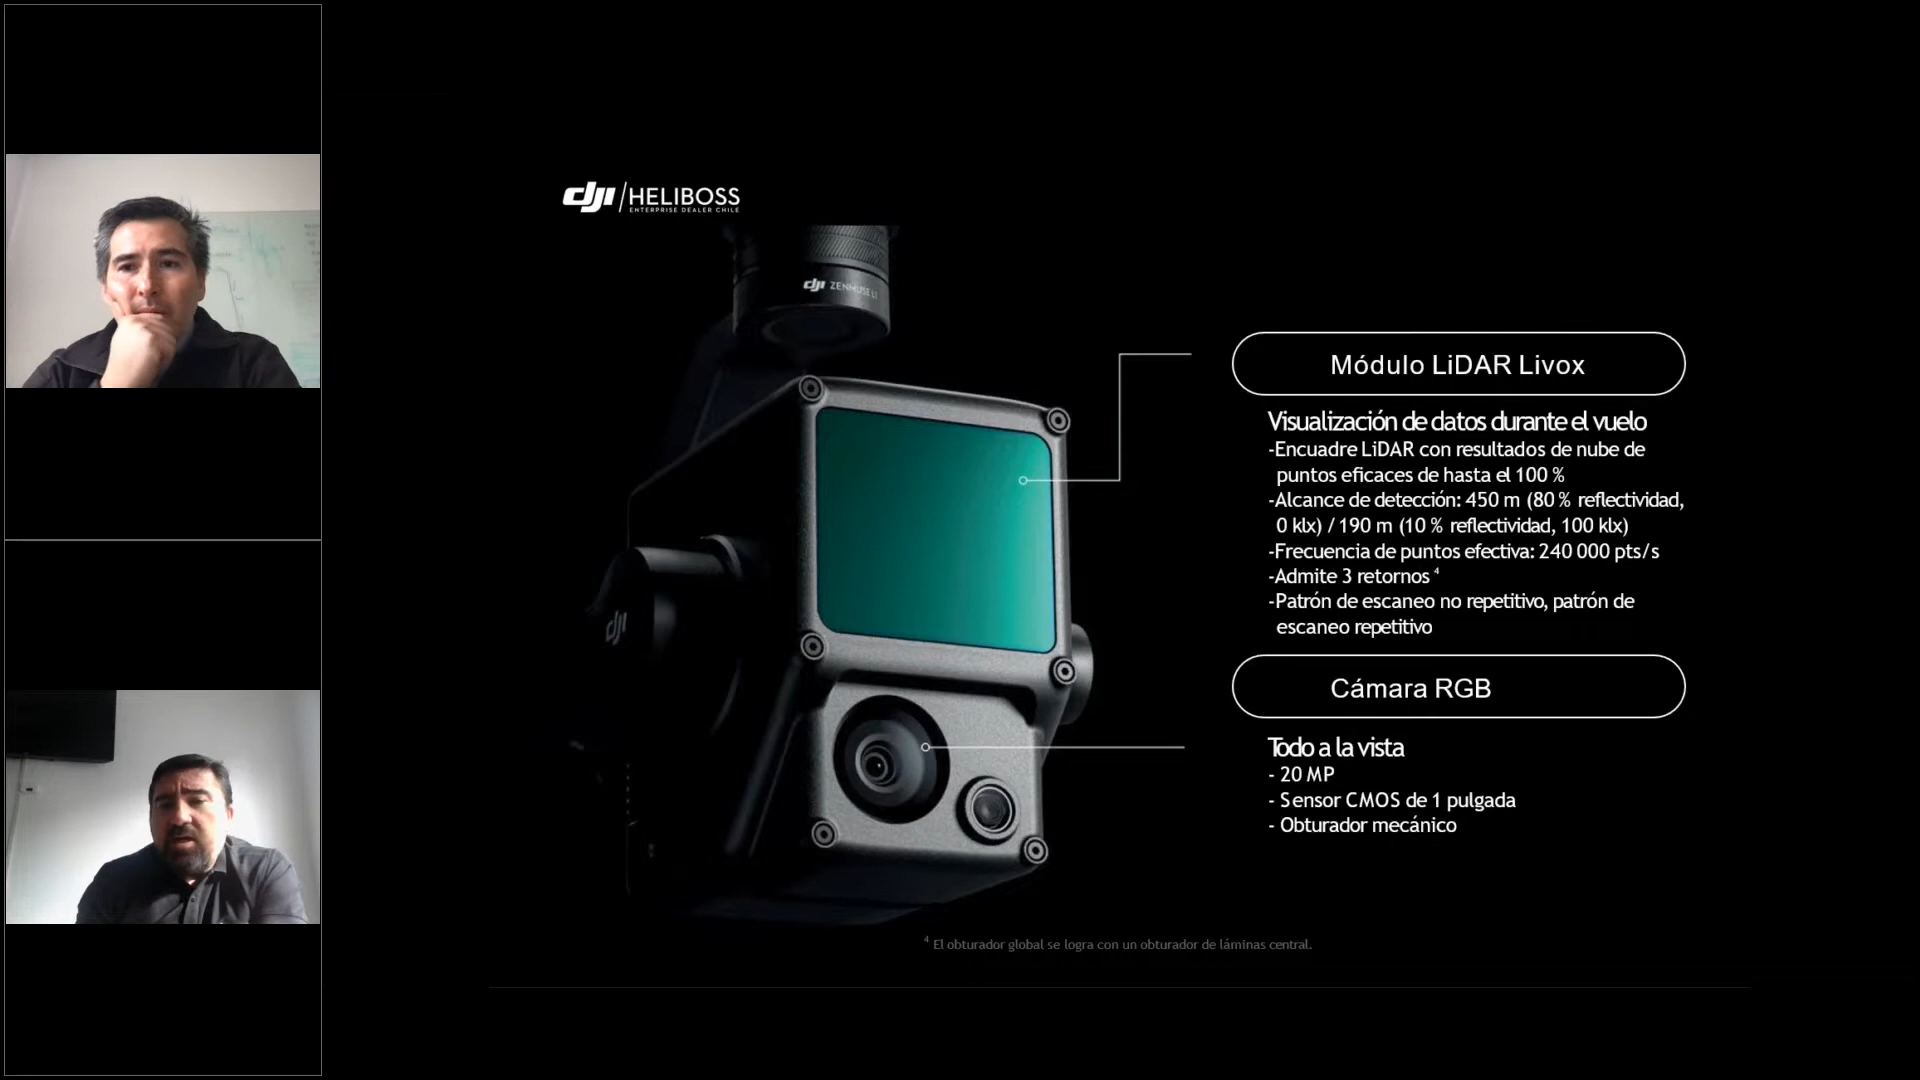 dji HELIBOSS
ENTERPRISE DEALER CHILE
dji ZENMUSE L1
dji
Módulo LiDAR Livox
Visualización de datos durante el vuelo
-Encuadre LiDAR con resultados de nube de
puntos eficaces de hasta el 100 %
-Alcance de detección: 450 m (80 % reflectividad,
0 klx) / 190 m (10 % reflectividad, 100 klx)
-Frecuencia de puntos efectiva: 240 000 pts/s
-Admite 3 retornos ⁴
-Patrón de escaneo no repetitivo, patrón de
escaneo repetitivo
Cámara RGB
Todo a la vista
- 20 MP
- Sensor CMOS de 1 pulgada
- Obturador mecánico
⁴ El obturador global se logra con un obturador de láminas central.